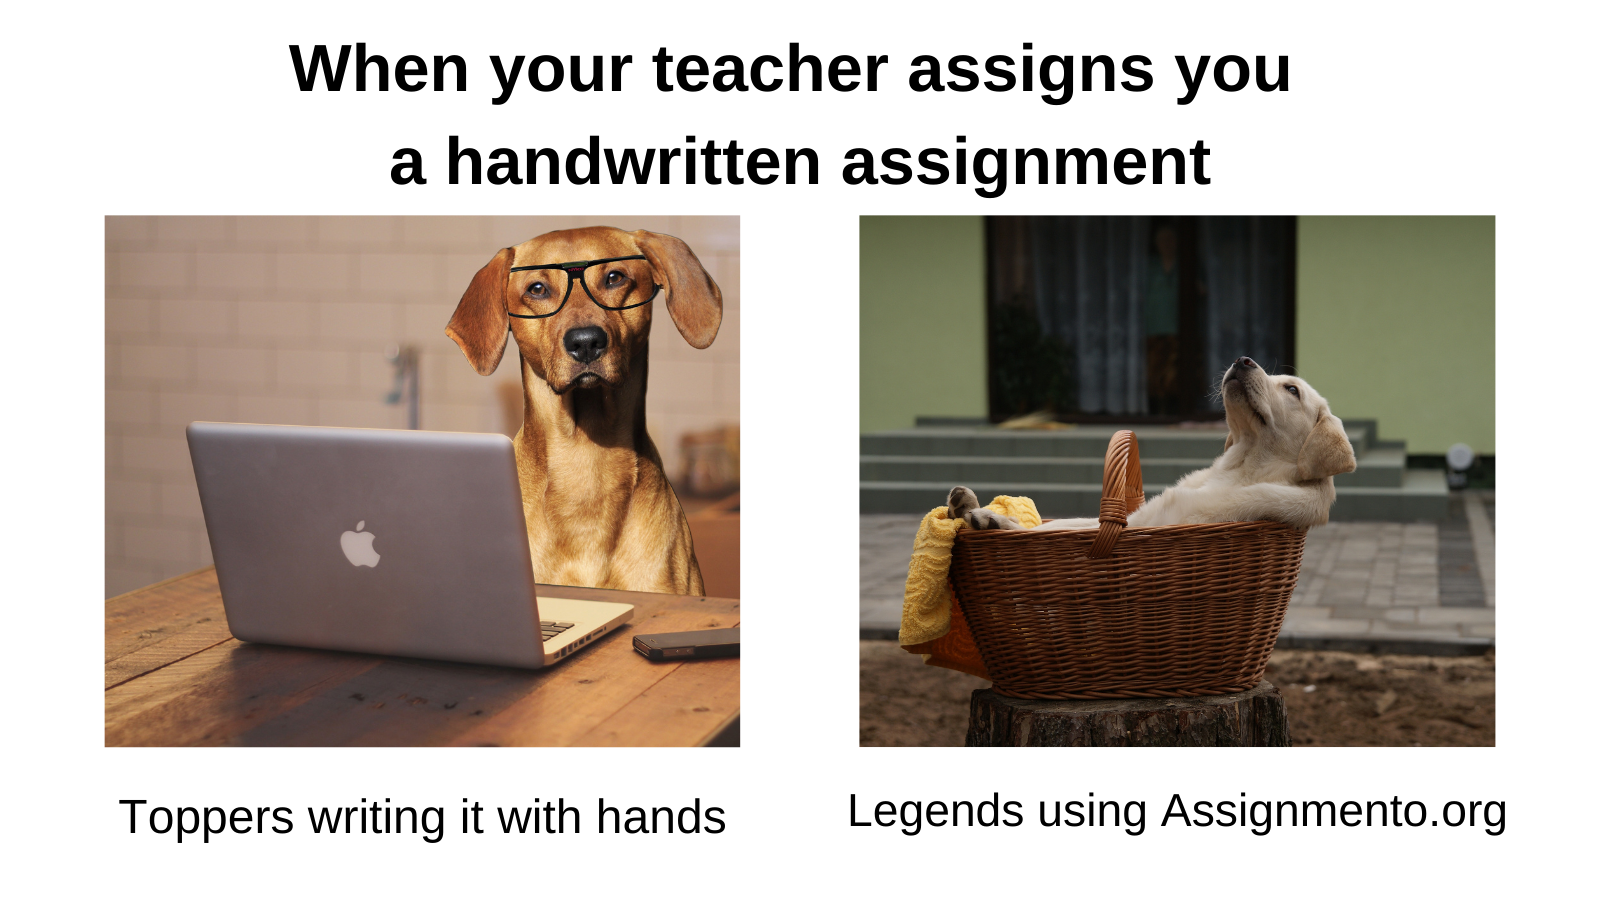 When your teacher assigns you
a handwritten assignment
Toppers writing it with hands
Legends using Assignmento.org